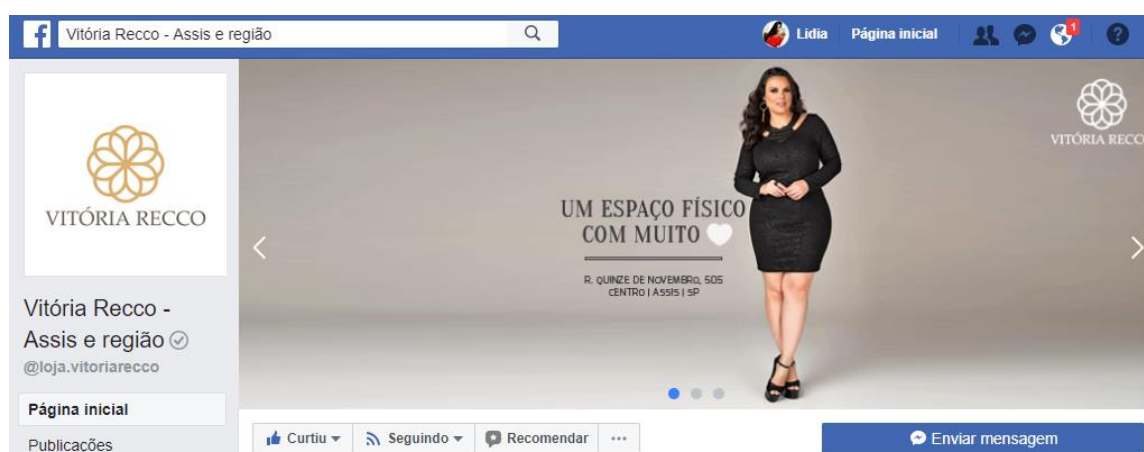 Vitória Recco - Assis e região
Lidia
Página inicial
1
?
VITÓRIA RECCO
VITÓRIA RECCO
UM ESPAÇO FÍSICO
COM MUITO
R. QUINZE DE NOVEMBRO, 505
CENTRO | ASSIS | SP
Vitória Recco -
Assis e região
@loja.vitoriarecco
Página inicial
Publicações
Curtiu
Seguindo
Recomendar
...
Enviar mensagem